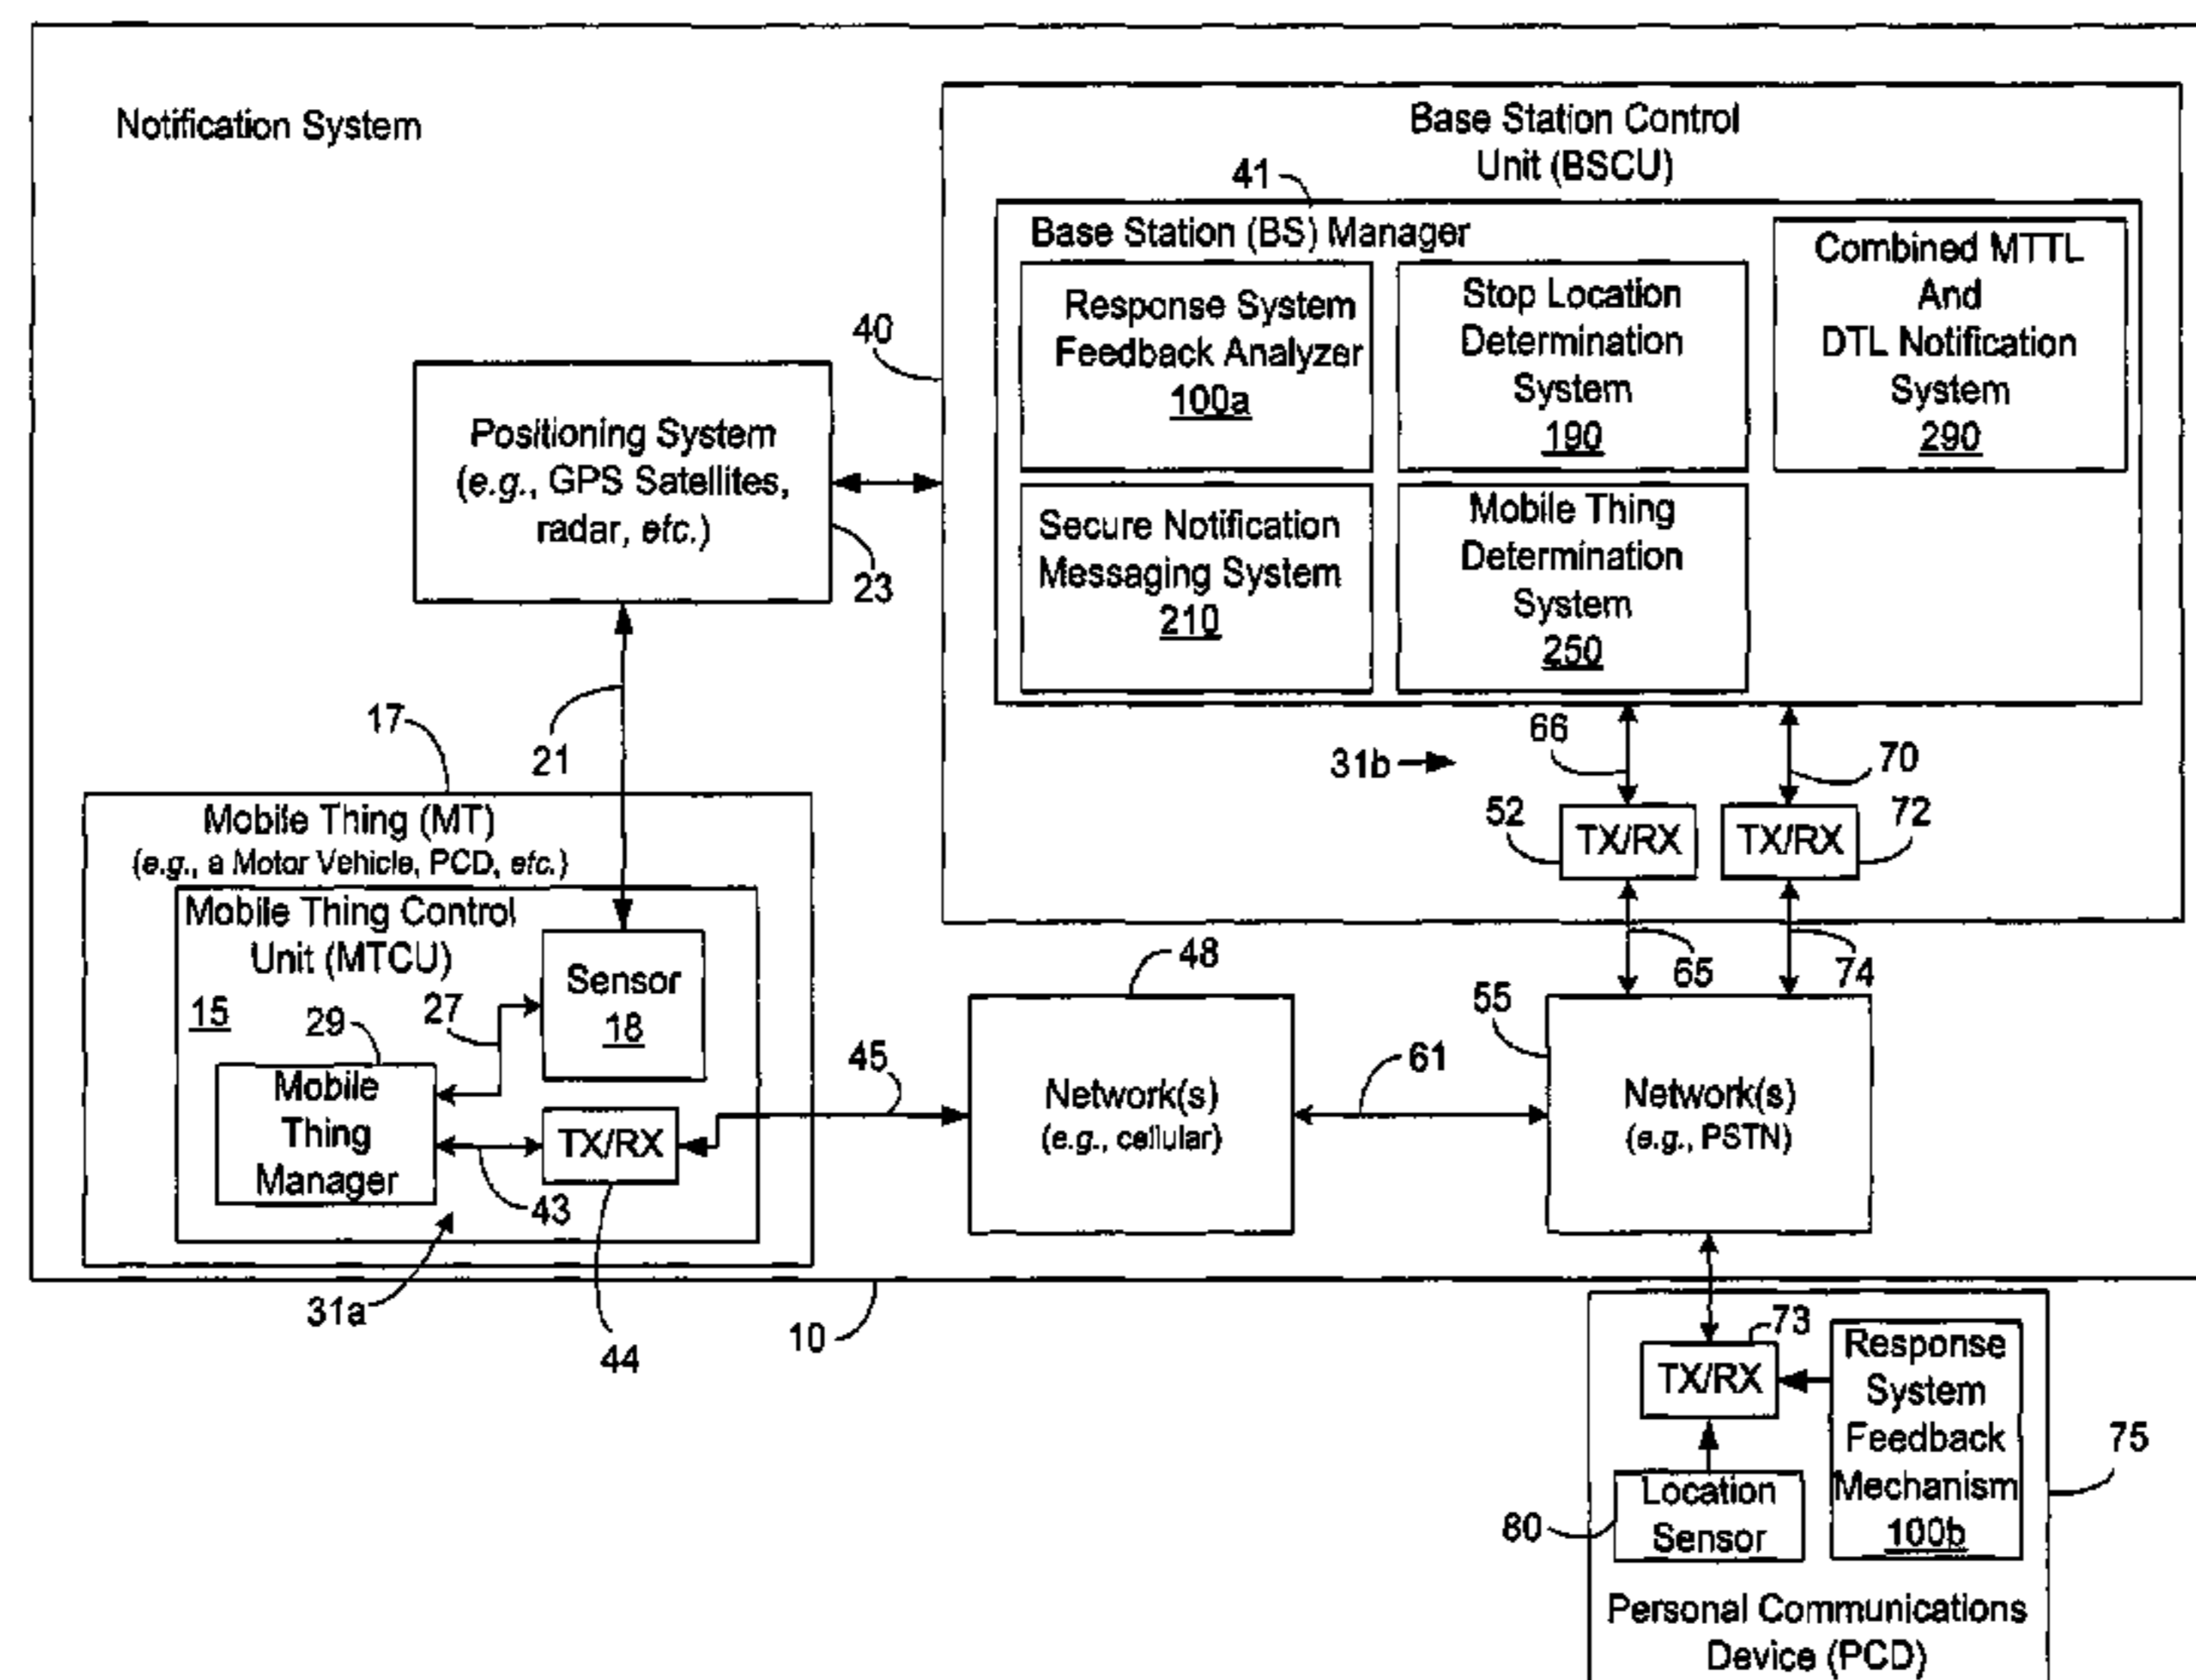 Notification System
Base Station Control
Unit (BSCU)
41
Base Station (BS) Manager
Response System
Feedback Analyzer
100a
Stop Location
Determination
System
190
Combined MTTL
And
DTL Notification
System
290
Secure Notification
Messaging System
210
Mobile Thing
Determination
System
250
40
Positioning System
(e.g., GPS Satellites,
radar, etc.)
23
21
17
66
31b
70
52
TX/RX
TX/RX
72
Mobile Thing (MT)
(e.g., a Motor Vehicle, PCD, etc.)
Mobile Thing Control
Unit (MTCU)
15
Sensor
18
27
29
Mobile
Thing
Manager
43
TX/RX
45
31a
44
48
Network(s)
(e.g., cellular)
61
65
74
55
Network(s)
(e.g., PSTN)
10
73
TX/RX
Response
System
Feedback
Mechanism
100b
75
80
Location
Sensor
Personal Communications
Device (PCD)